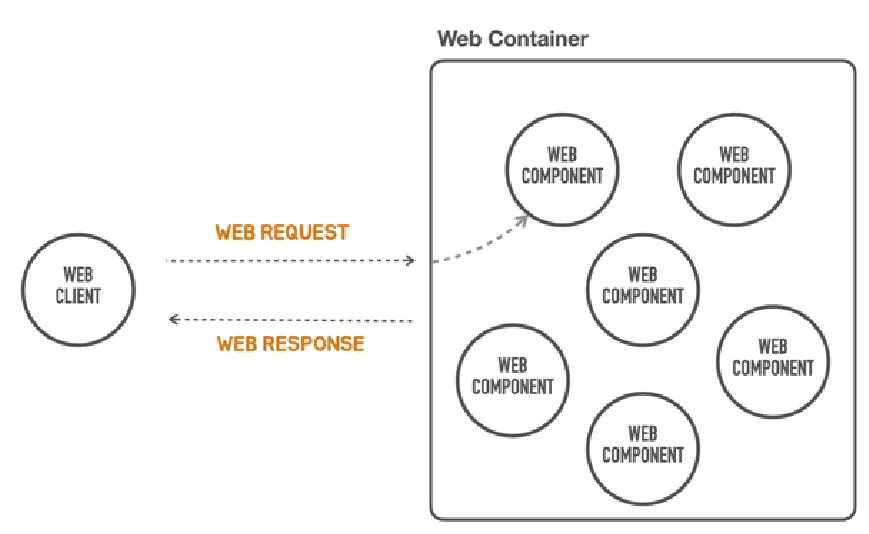 Web Container
WEB
COMPONENT
WEB
COMPONENT
WEB REQUEST
WEB
CLIENT
WEB
COMPONENT
WEB RESPONSE
WEB
COMPONENT
WEB
COMPONENT
WEB
COMPONENT